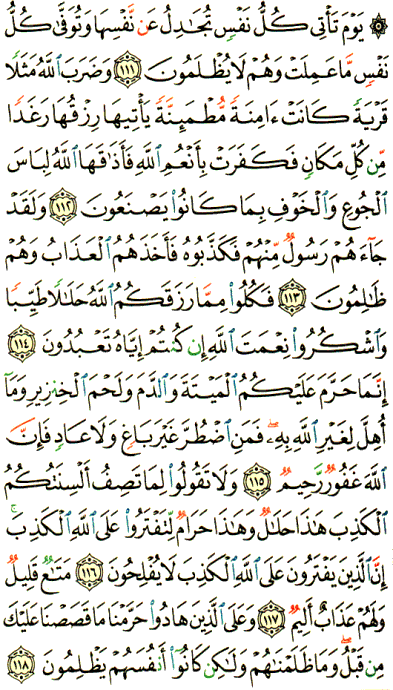 ۞ يَوْمَ تَأْتِي كُلُّ نَفْسٍ تُجَادِلُ عَن نَّفْسِهَا وَتُوَفَّىٰ كُلُّ
نَفْسٍ مَّا عَمِلَتْ وَهُمْ لَا يُظْلَمُونَ ١١١ وَضَرَبَ ٱللَّهُ مَثَلًا
قَرْيَةً كَانَتْ ءَامِنَةً مُّطْمَئِنَّةً يَأْتِيهَا رِزْقُهَا رَغَدًا
مِّن كُلِّ مَكَانٍ فَكَفَرَتْ بِأَنْعُمِ ٱللَّهِ فَأَذَٰقَهَا ٱللَّهُ لِبَاسَ
ٱلْجُوعِ وَٱلْخَوْفِ بِمَا كَانُوا۟ يَصْنَعُونَ ١١٢ وَلَقَدْ
جَآءَهُمْ رَسُولٌ مِّنْهُمْ فَكَذَّبُوهُ فَأَخَذَهُمُ ٱلْعَذَابُ وَهُمْ
ظَٰلِمُونَ ١١٣ فَكُلُوا۟ مِمَّا رَزَقَكُمُ ٱللَّهُ حَلَٰلًا طَيِّبًا
وَٱشْكُرُوا۟ نِعْمَتَ ٱللَّهِ إِن كُنتُمْ إِيَّاهُ تَعْبُدُونَ ١١٤
إِنَّمَا حَرَّمَ عَلَيْكُمُ ٱلْمَيْتَةَ وَٱلدَّمَ وَلَحْمَ ٱلْخِنزِيرِ وَمَآ
أُهِلَّ لِغَيْرِ ٱللَّهِ بِهِۦ ۖ فَمَنِ ٱضْطُرَّ غَيْرَ بَاغٍ وَلَا عَادٍ فَإِنَّ
ٱللَّهَ غَفُورٌ رَّحِيمٌ ١١٥ وَلَا تَقُولُوا۟ لِمَا تَصِفُ أَلْسِنَتُكُمُ
ٱلْكَذِبَ هَٰذَا حَلَٰلٌ وَهَٰذَا حَرَامٌ لِّتَفْتَرُوا۟ عَلَى ٱللَّهِ ٱلْكَذِبَ ۚ
إِنَّ ٱلَّذِينَ يَفْتَرُونَ عَلَى ٱللَّهِ ٱلْكَذِبَ لَا يُفْلِحُونَ ١١٦ مَتَٰعٌ قَلِيلٌ
وَلَهُمْ عَذَابٌ أَلِيمٌ ١١٧ وَعَلَى ٱلَّذِينَ هَادُوا۟ حَرَّمْنَا مَا قَصَصْنَا عَلَيْكَ
مِن قَبْلُ ۖ وَمَا ظَلَمْنَٰهُمْ وَلَٰكِن كَانُوٓا۟ أَنفُسَهُمْ يَظْلِمُونَ ١١٨